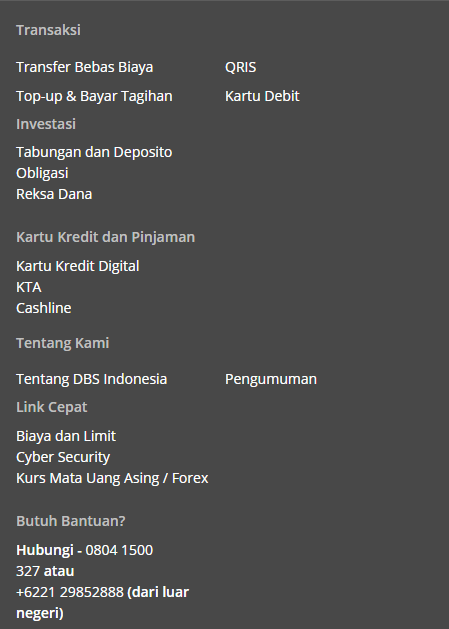 Transaksi
Transfer Bebas Biaya QRIS
Top-up & Bayar Tagihan Kartu Debit
Investasi
Tabungan dan Deposito
Obligasi
Reksa Dana
Kartu Kredit dan Pinjaman
Kartu Kredit Digital
KTA
Cashline
Tentang Kami
Tentang DBS Indonesia Pengumuman
Link Cepat
Biaya dan Limit
Cyber Security
Kurs Mata Uang Asing / Forex
Butuh Bantuan?
Hubungi - 0804 1500
327 atau
+6221 29852888 (dari luar
negeri)